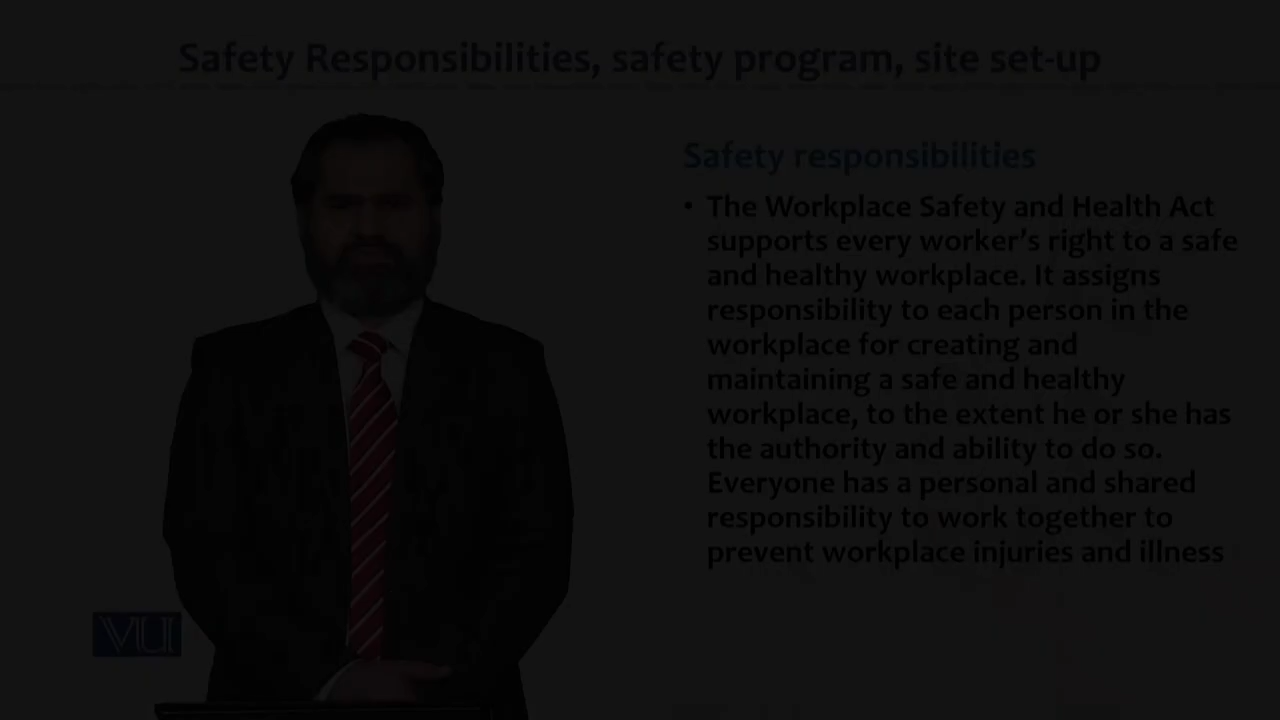 Safety Responsibilities, safety program, site set-up
Safety responsibilities
• The Workplace Safety and Health Act
supports every worker's right to a safe
and healthy workplace. It assigns
responsibility to each person in the
workplace for creating and
maintaining a safe and healthy
workplace, to the extent he or she has
the authority and ability to do so.
Everyone has a personal and shared
responsibility to work together to
prevent workplace injuries and illness
VU